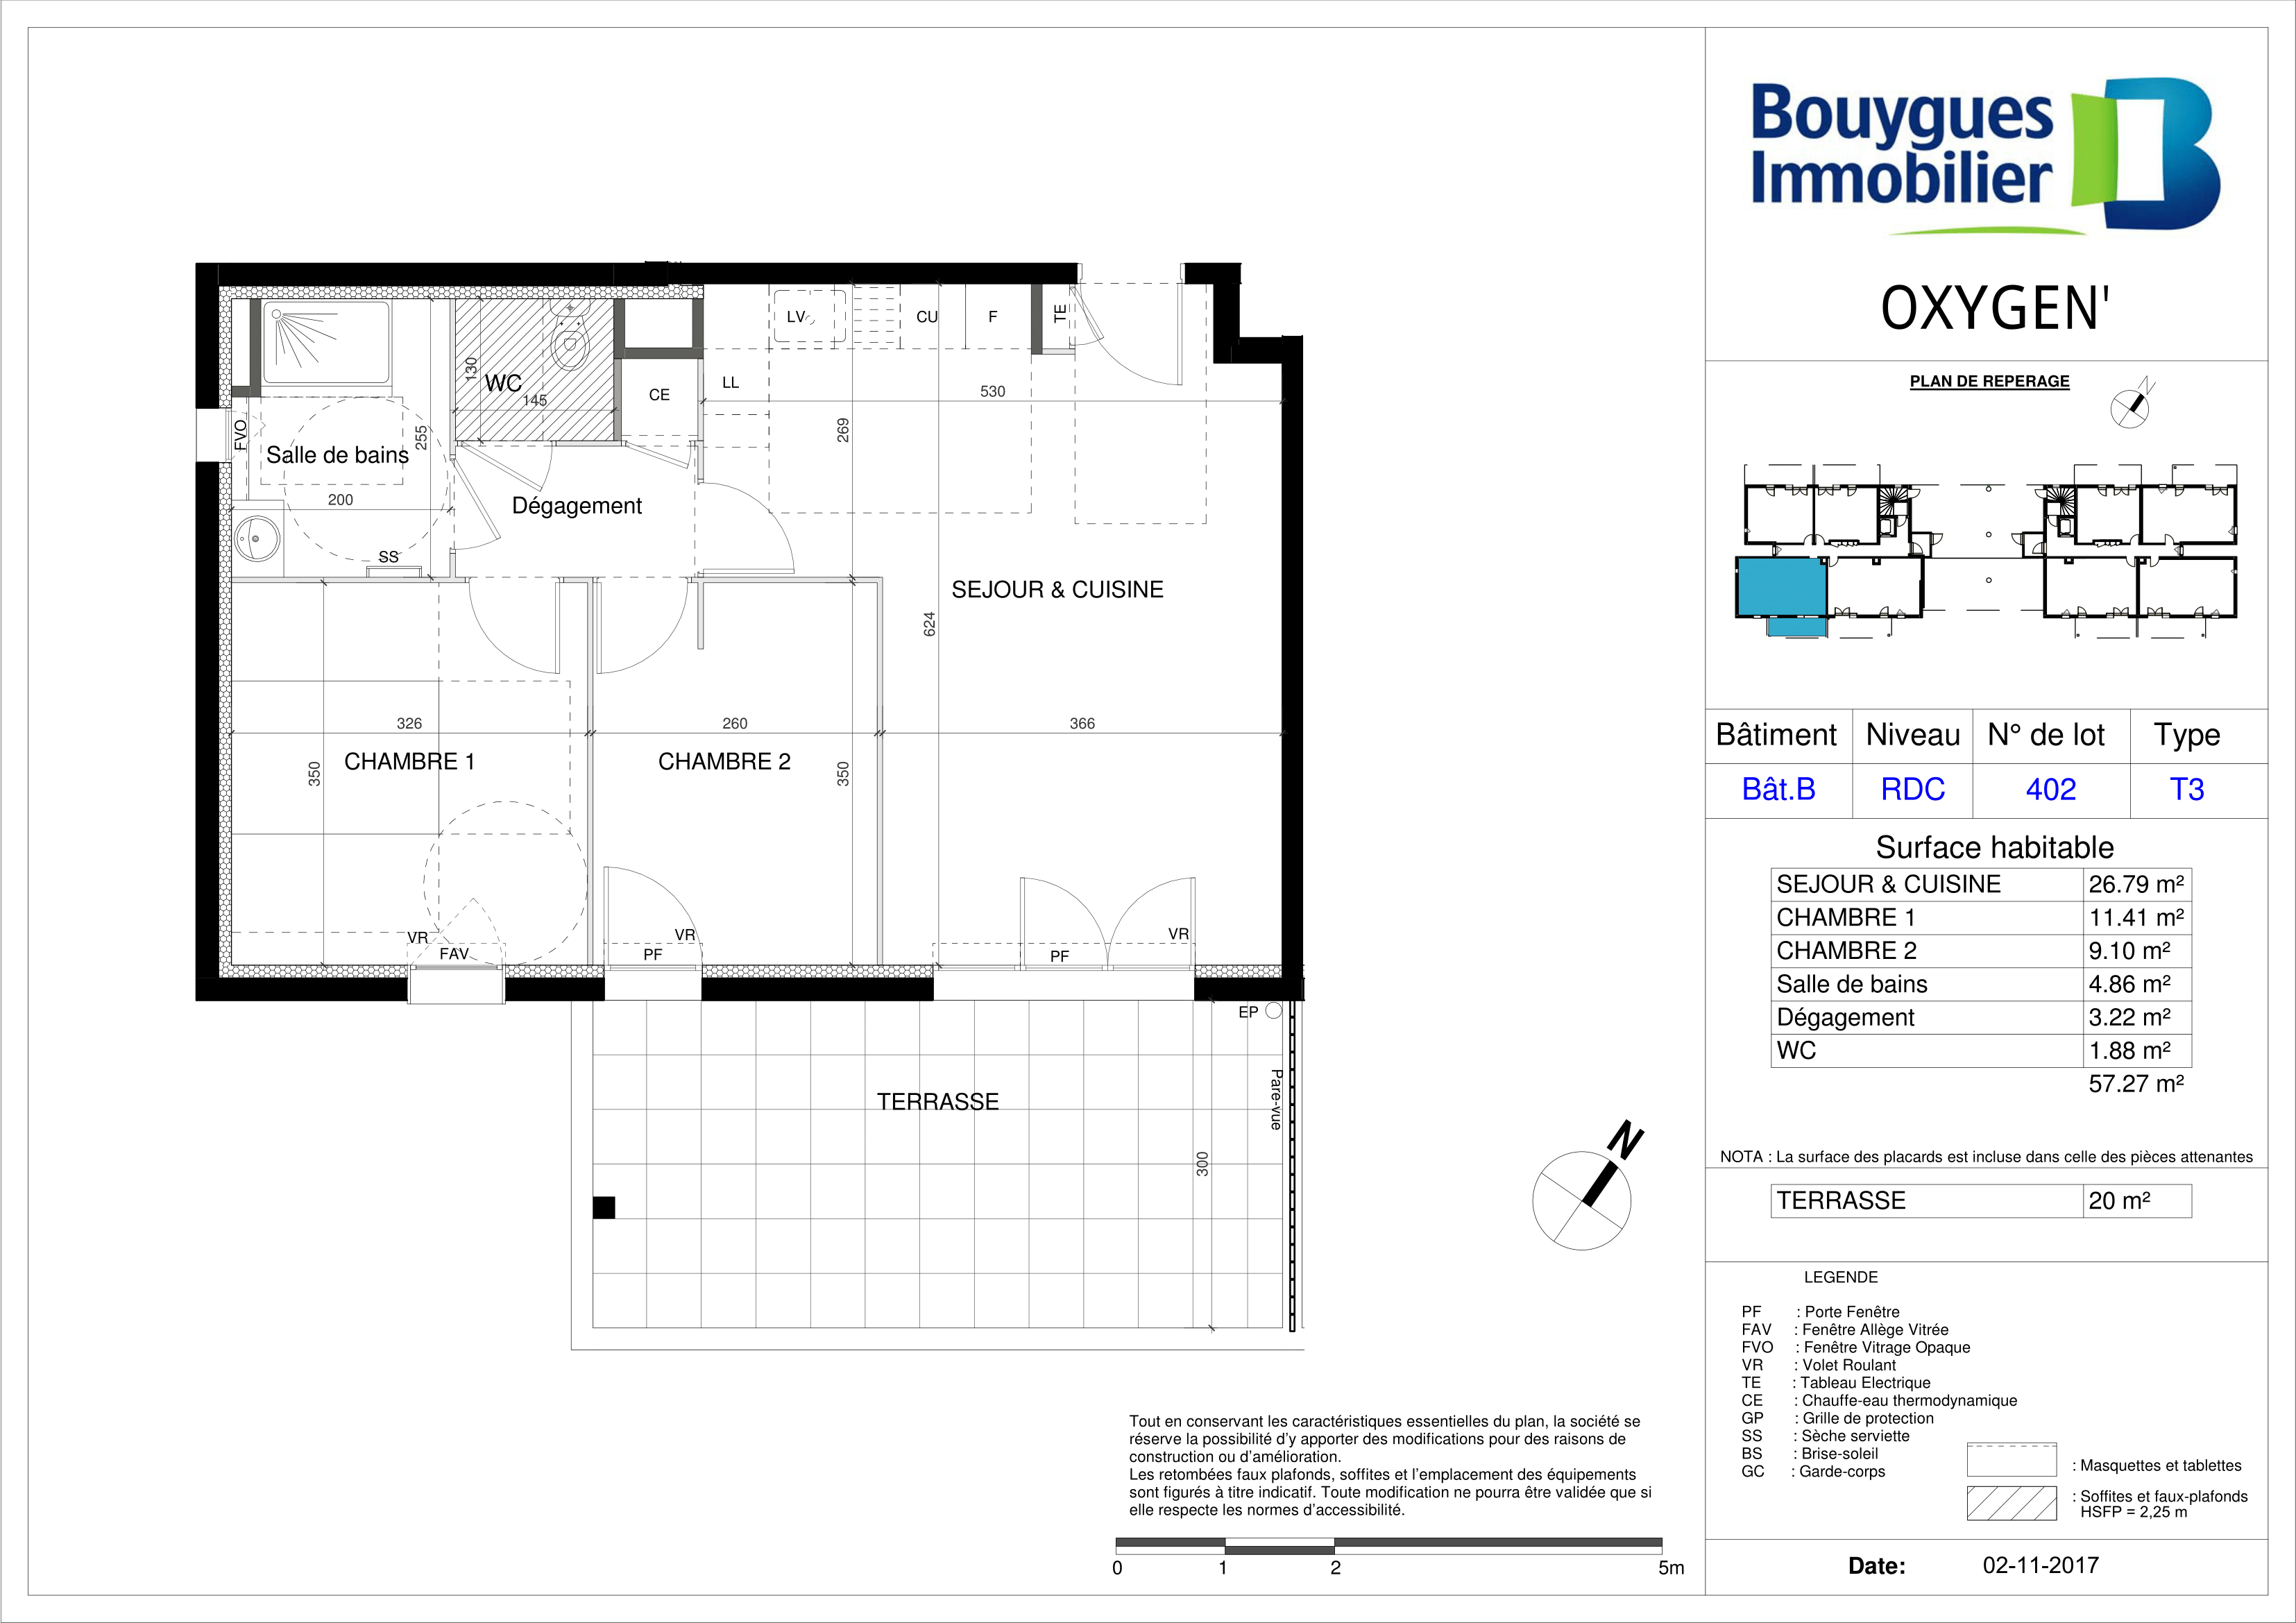 Bouygues
Immobilier
OXYGEN'
PLAN DE REPERAGE
N
Bâtiment Niveau N° de lot Type
Bât.B RDC 402 T3
Surface habitable
SEJOUR & CUISINE 26.79 m²
CHAMBRE 1 11.41 m²
CHAMBRE 2 9.10 m²
Salle de bains 4.86 m²
Dégagement 3.22 m²
WC 1.88 m²
57.27 m²
NOTA : La surface des placards est incluse dans celle des pièces attenantes
TERRASSE 20 m²
LEGENDE
PF : Porte Fenêtre
FAV : Fenêtre Allège Vitrée
FVO : Fenêtre Vitrage Opaque
VR : Volet Roulant
TE : Tableau Electrique
CE : Chauffe-eau thermodynamique
GP : Grille de protection
SS : Sèche serviette
BS : Brise-soleil
GC : Garde-corps
: Masquettes et tablettes
: Soffites et faux-plafonds
HSFP = 2,25 m
Date: 02-11-2017
LV
CU
F
TE
130
WC
145
CE
LL
530
FVO
Salle de bains
255
269
200
Dégagement
SS
SEJOUR & CUISINE
624
326
260
366
CHAMBRE 1
350
CHAMBRE 2
350
VR
FAV
VR
PF
VR
PF
EP
TERRASSE
Pare-vue
300
N
Tout en conservant les caractéristiques essentielles du plan, la société se
réserve la possibilité d'y apporter des modifications pour des raisons de
construction ou d'amélioration.
Les retombées faux plafonds, soffites et l'emplacement des équipements
sont figurés à titre indicatif. Toute modification ne pourra être validée que si
elle respecte les normes d'accessibilité.
0 1 2 5m